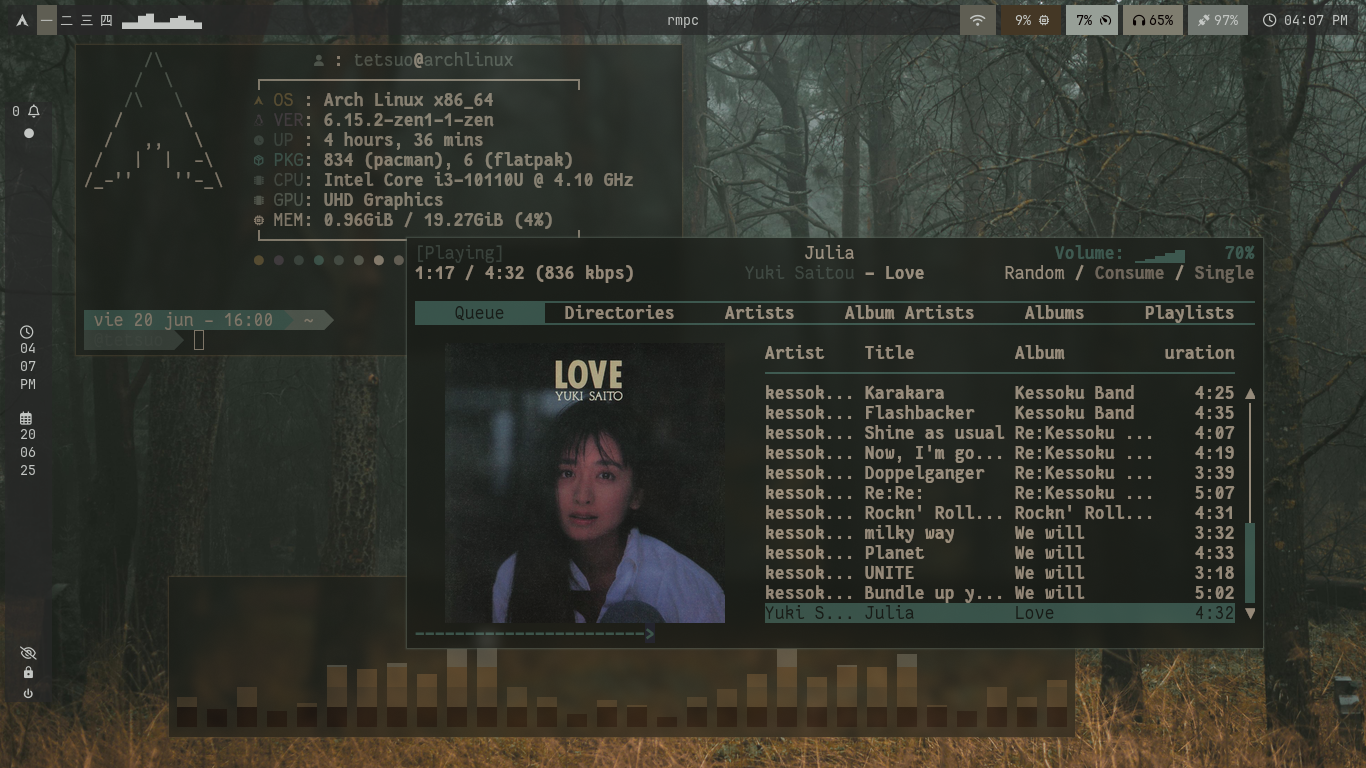 一 二 三 四
rmpc
9% 7% 65% 97% 04:07 PM
0
04
07
PM
20
06
25
: tetsuo@archlinux
OS : Arch Linux x86_64
VER: 6.15.2-zen1-1-zen
UP : 4 hours, 36 mins
PKG: 834 (pacman), 6 (flatpak)
CPU: Intel Core i3-10110U @ 4.10 GHz
GPU: UHD Graphics
MEM: 0.96GiB / 19.27GiB (4%)
vie 20 jun - 16:00 ~
[Playing] Julia Volume: 70%
1:17 / 4:32 (836 kbps) Yuki Saitou - Love Random / Consume / Single
Queue Directories Artists Album Artists Albums Playlists
LOVE
YUKI SAITO
Artist Title Album uration
kessok... Karakara Kessoku Band 4:25
kessok... Flashbacker Kessoku Band 4:35
kessok... Shine as usual Re:Kessoku ... 4:07
kessok... Now, I'm go... Re:Kessoku ... 4:19
kessok... Doppelganger Re:Kessoku ... 3:39
kessok... Re:Re: Re:Kessoku ... 5:07
kessok... Rockn' Roll... Rockn' Roll... 4:31
kessok... milky way We will 3:32
kessok... Planet We will 4:33
kessok... UNITE We will 3:18
kessok... Bundle up y... We will 5:02
Yuki S... Julia Love 4:32